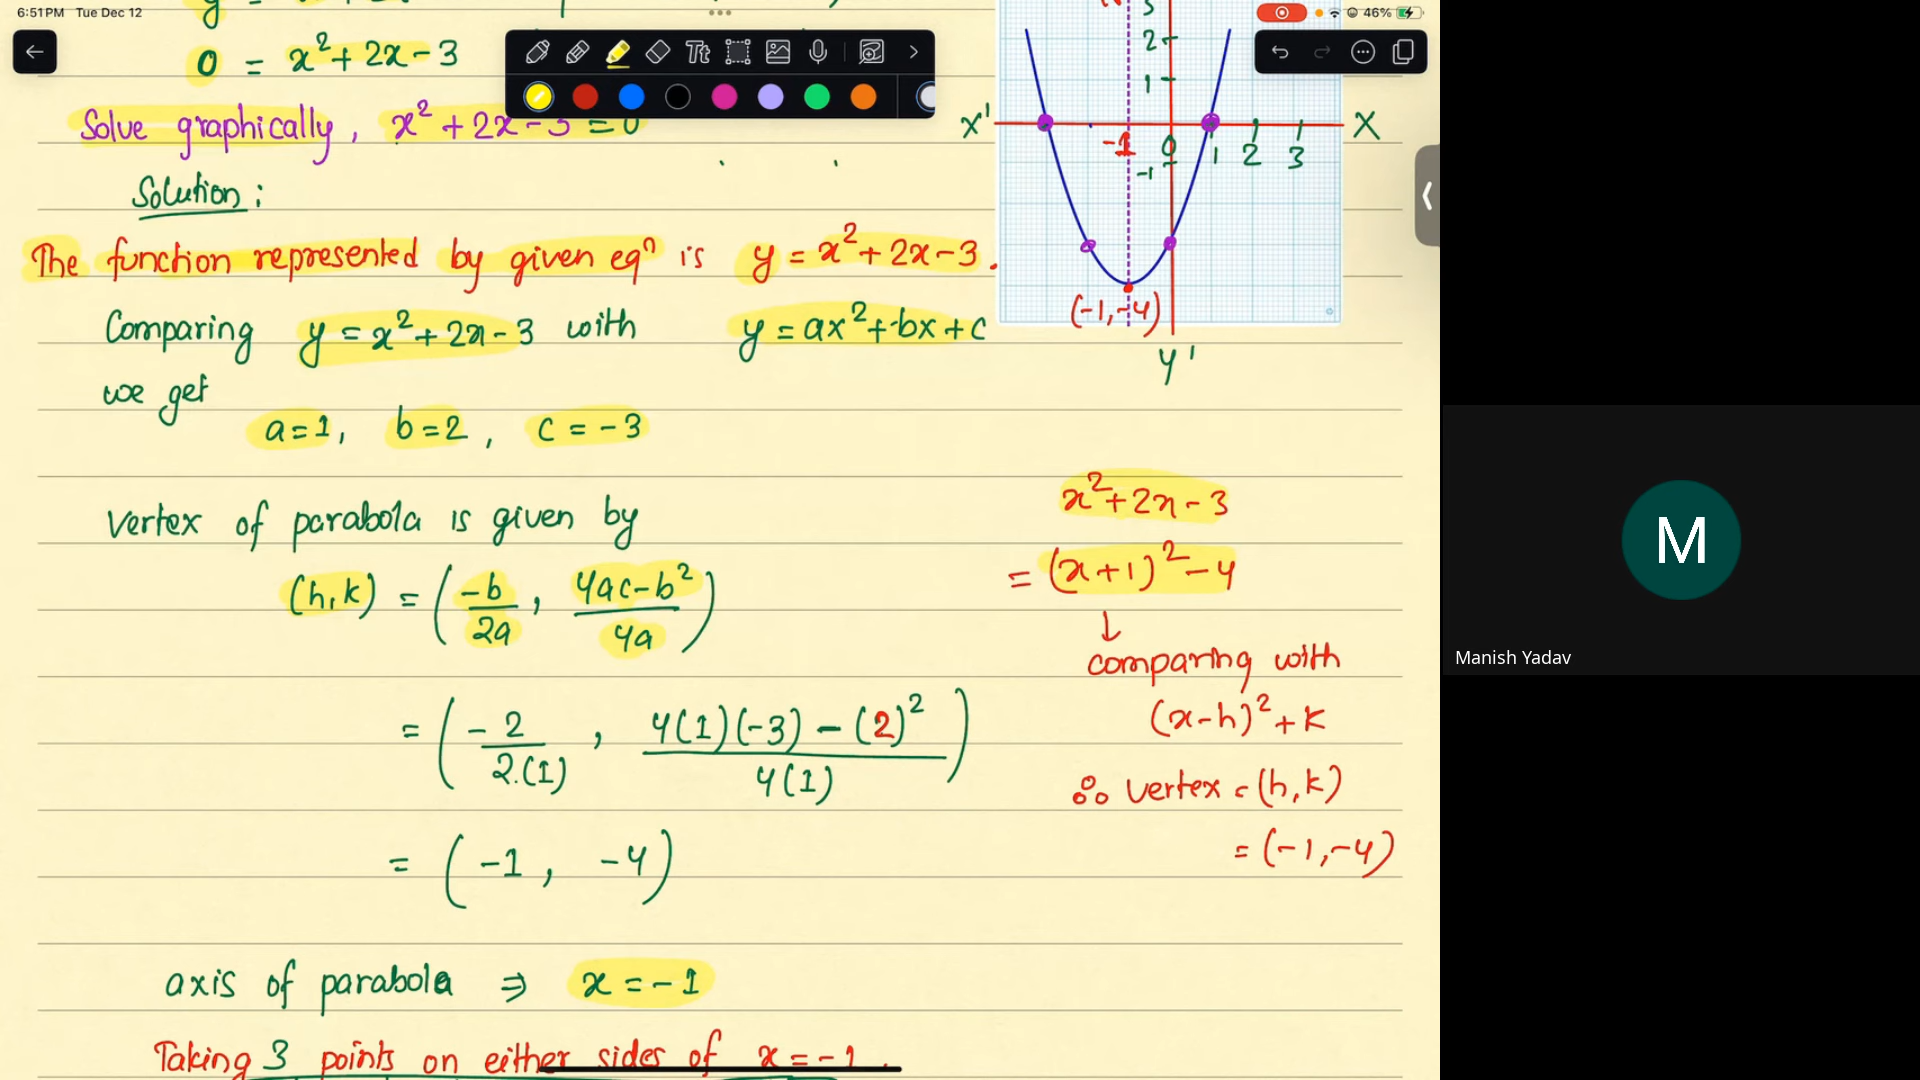 6:51PM Tue Dec 12
46%
0 = x² + 2x - 3
Tt
Solve graphically, x² + 2x - 3 = 0
Solution:
The function represented by given eqⁿ is y = x² + 2x - 3.
Comparing y = x² + 2x - 3 with y = ax² + bx + c
we get
a = 1, b = 2, c = -3
Vertex of parabola is given by
(h, k) = (-b/2a, 4ac-b²/4a)
= (-2/2.(1), 4(1)(-3) - (2)²/4(1))
= (-1, -4)
axis of parabola ⇒ x = -1
Taking 3 points on either sides of x = -1.
3
2
1
X' -1 0 1 2 3 X
-1
(-1,-4)
Y'
x² + 2x - 3
= (x+1)² - 4
↓
comparing with
(x-h)² + k
∴ vertex = (h, k)
= (-1, -4)
M
Manish Yadav